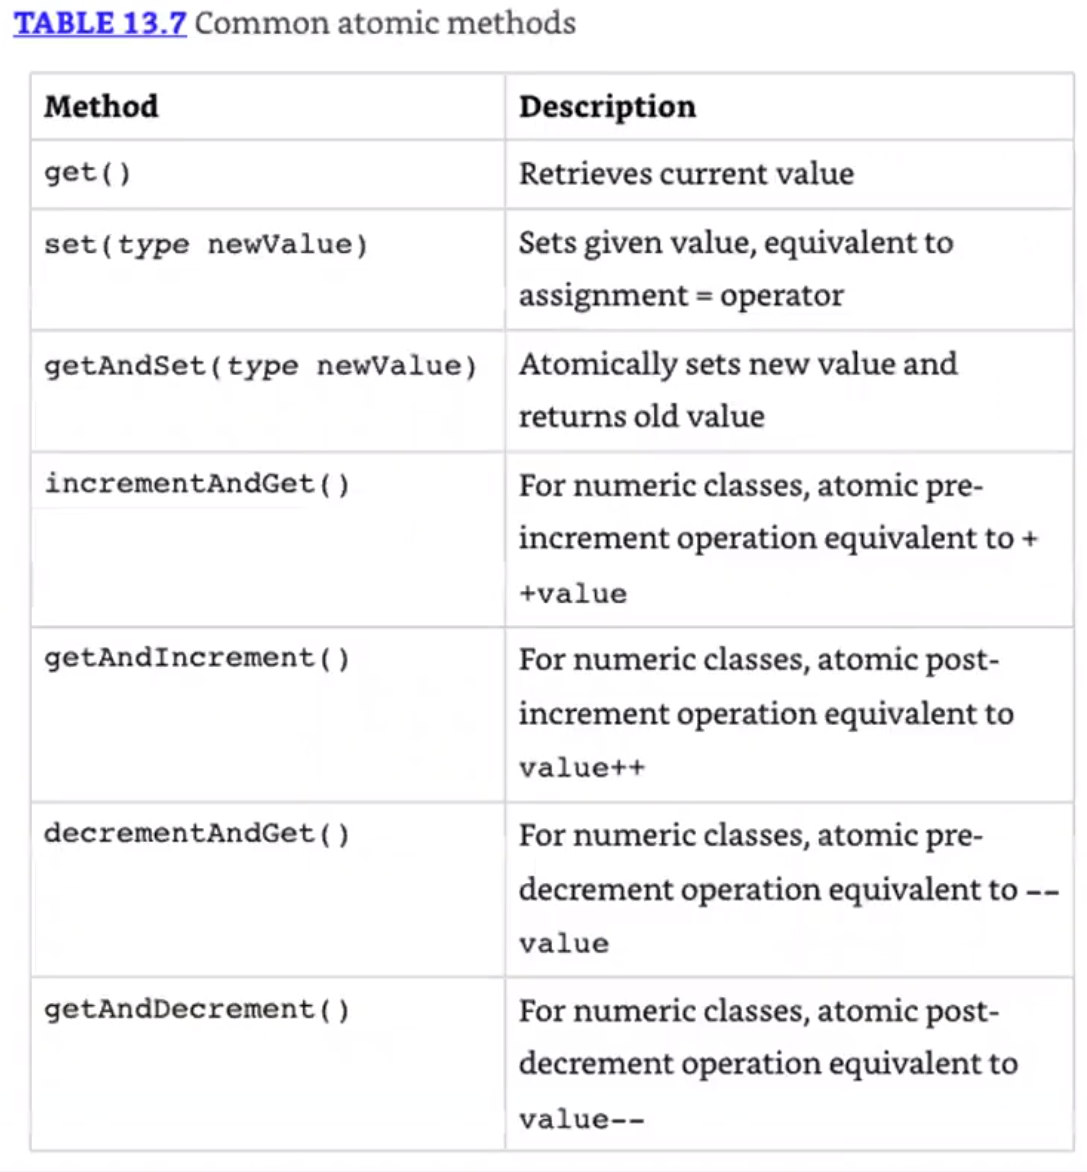 TABLE 13.7 Common atomic methods
Method Description
get() Retrieves current value
set(type newValue) Sets given value, equivalent to
assignment = operator
getAndSet(type newValue) Atomically sets new value and
returns old value
incrementAndGet() For numeric classes, atomic pre-
increment operation equivalent to +
+value
getAndIncrement() For numeric classes, atomic post-
increment operation equivalent to
value++
decrementAndGet() For numeric classes, atomic pre-
decrement operation equivalent to --
value
getAndDecrement() For numeric classes, atomic post-
decrement operation equivalent to
value--